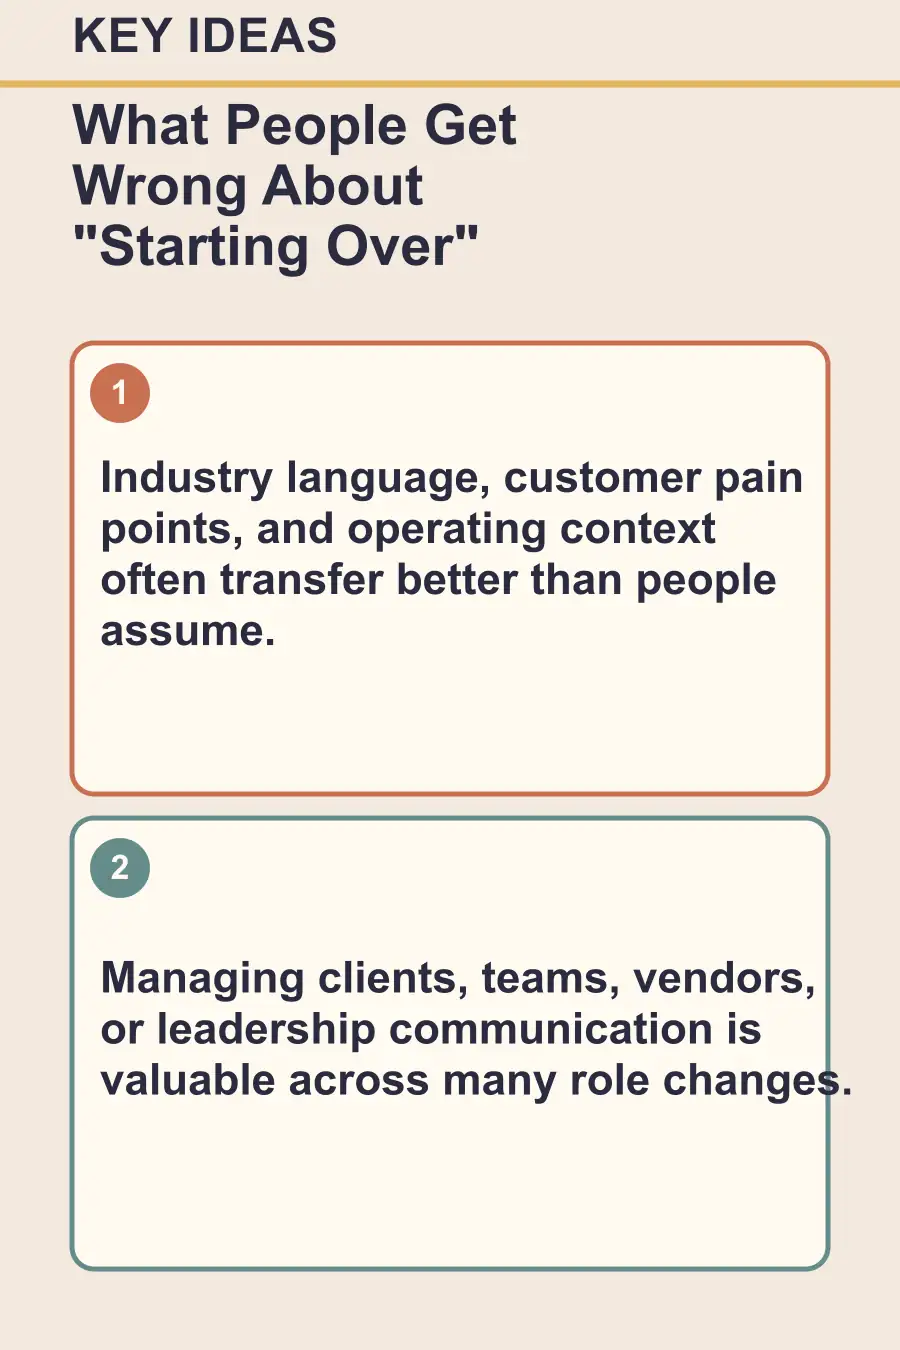 KEY IDEAS
What People Get
Wrong About
"Starting Over"
1
Industry language, customer pain
points, and operating context
often transfer better than people
assume.
2
Managing clients, teams, vendors,
or leadership communication is
valuable across many role changes.